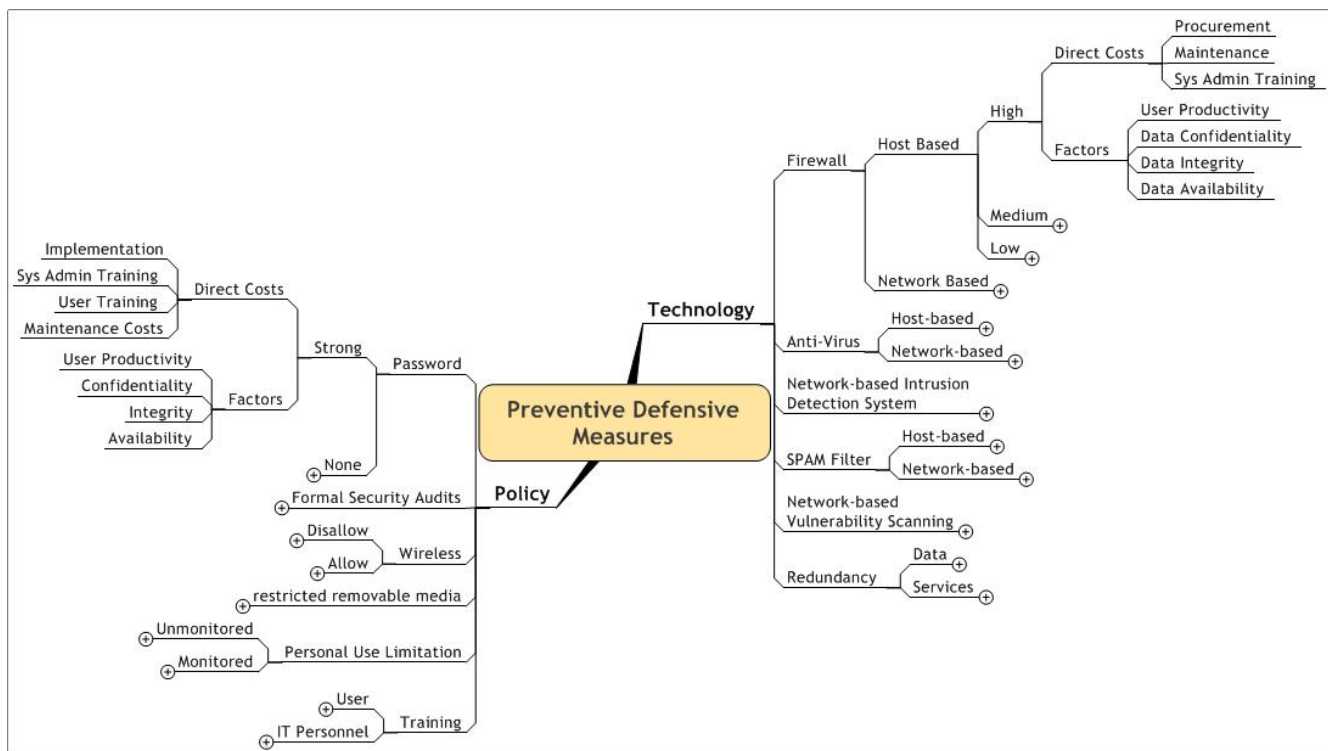 Preventive Defensive
Measures
Technology
Firewall
Host Based
High
Direct Costs
Procurement
Maintenance
Sys Admin Training
Factors
User Productivity
Data Confidentiality
Data Integrity
Data Availability
Medium
Low
Network Based
Anti-Virus
Host-based
Network-based
Network-based Intrusion
Detection System
SPAM Filter
Host-based
Network-based
Network-based
Vulnerability Scanning
Redundancy
Data
Services
Policy
Password
Strong
Direct Costs
Implementation
Sys Admin Training
User Training
Maintenance Costs
Factors
User Productivity
Confidentiality
Integrity
Availability
None
Formal Security Audits
Wireless
Disallow
Allow
restricted removable media
Personal Use Limitation
Unmonitored
Monitored
Training
User
IT Personnel